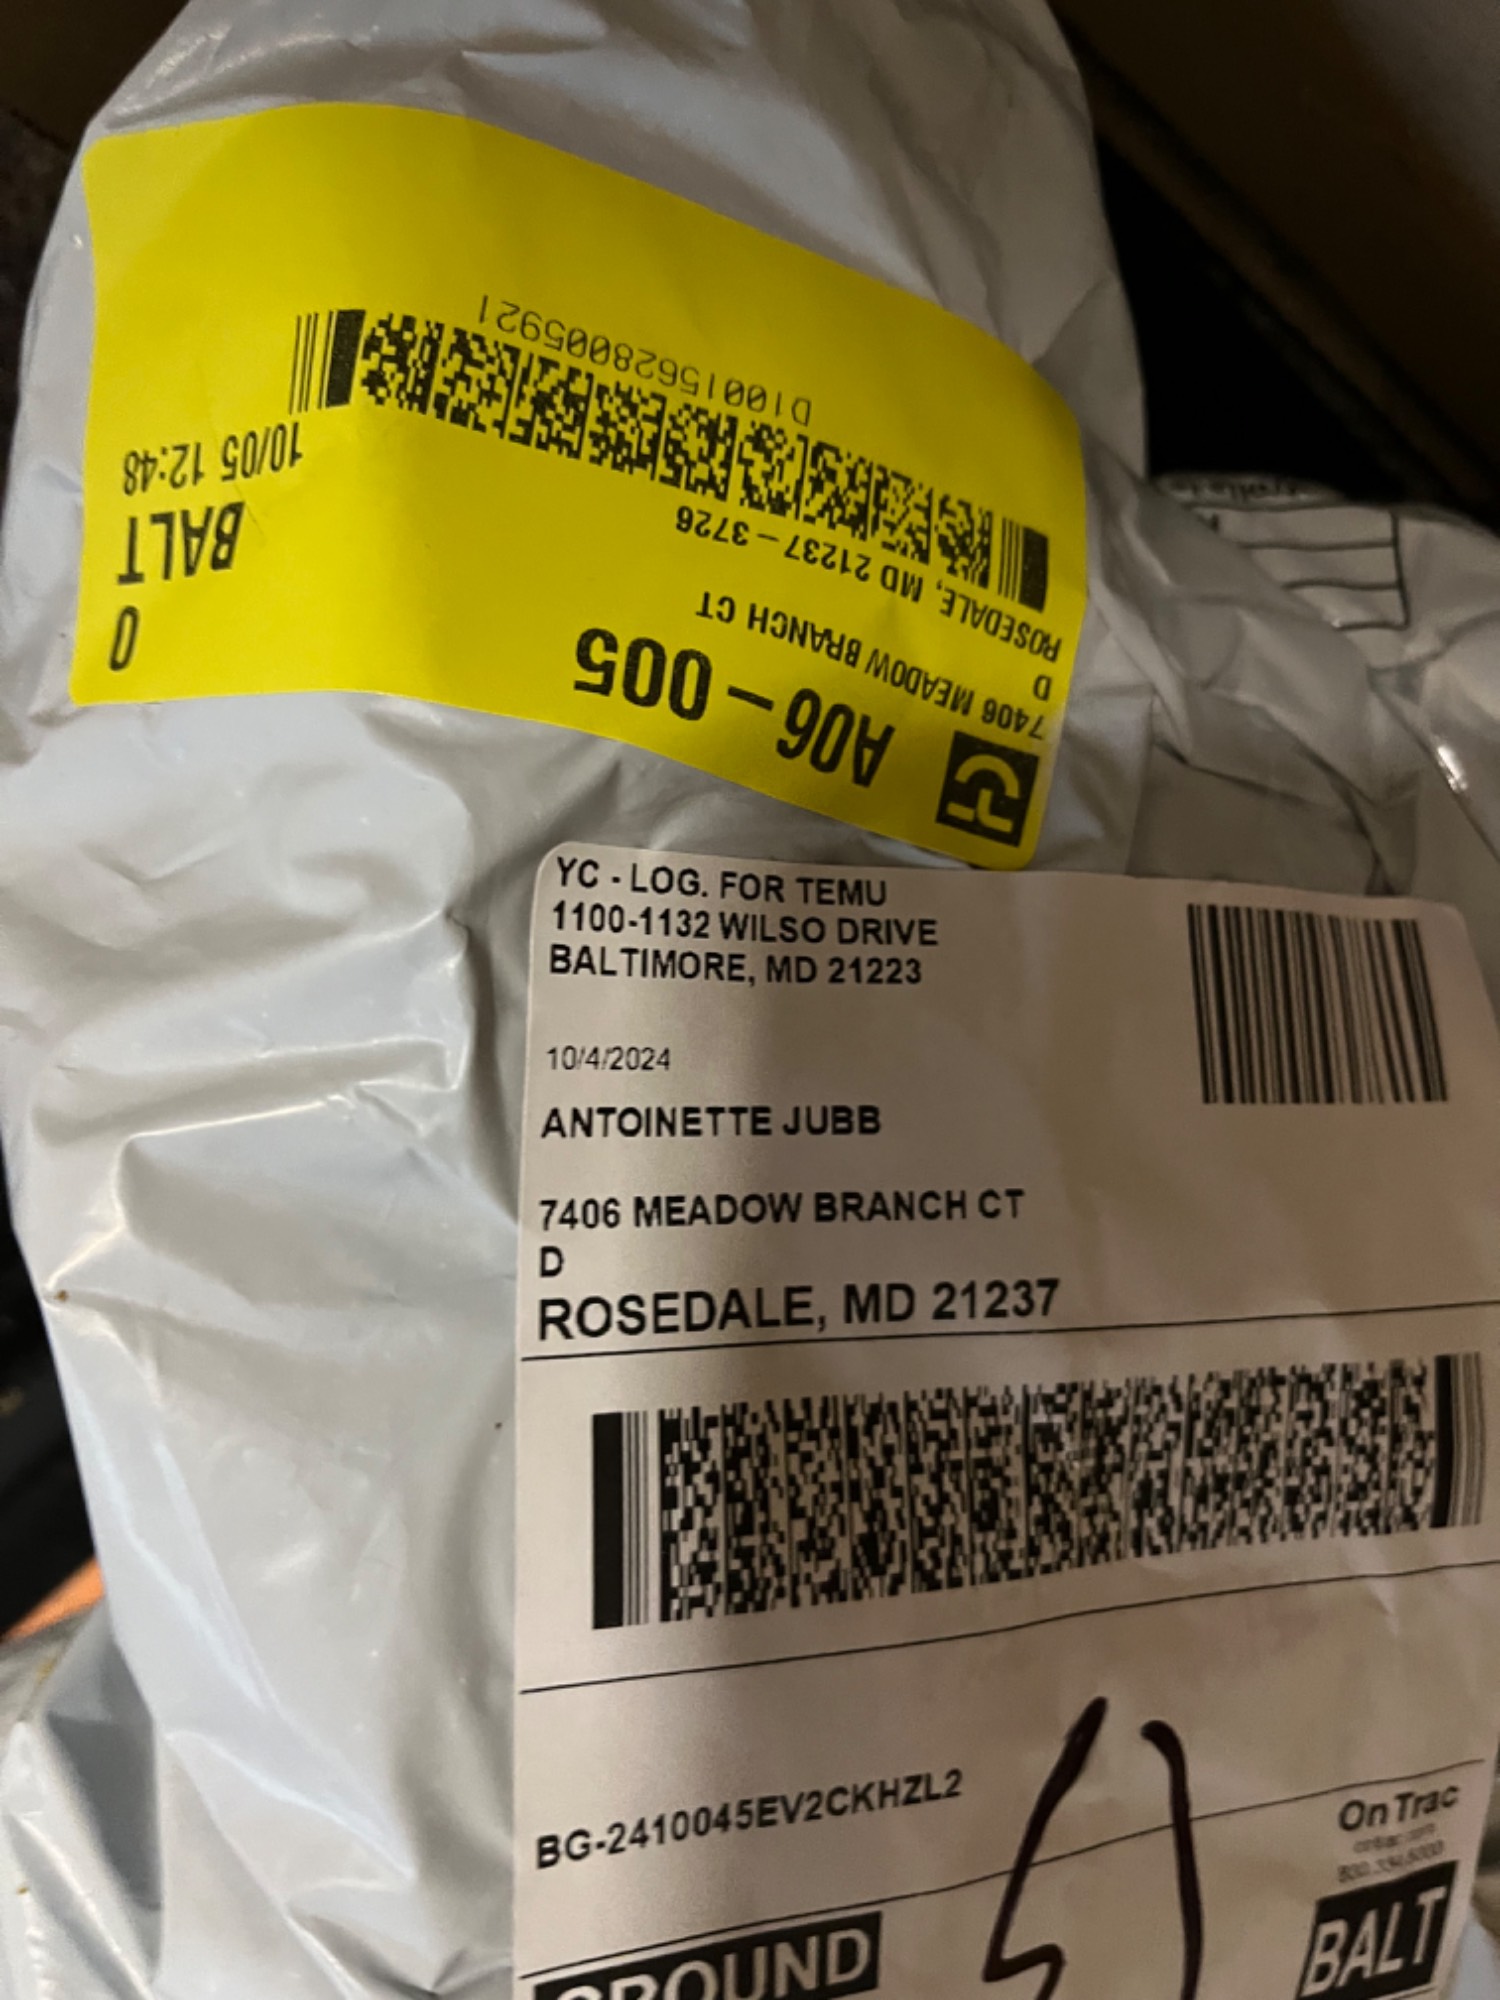 D10015628005921
10/05 12:48
BALT
0
A06 - 005
7406 MEADOW BRANCH CT
D
ROSEDALE, MD 21237 - 3726
YC - LOG. FOR TEMU
1100-1132 WILSO DRIVE
BALTIMORE, MD 21223
10/4/2024
ANTOINETTE JUBB
7406 MEADOW BRANCH CT
D
ROSEDALE, MD 21237
BG-2410045EV2CKHZL2
OnTrac
GROUND
BALT